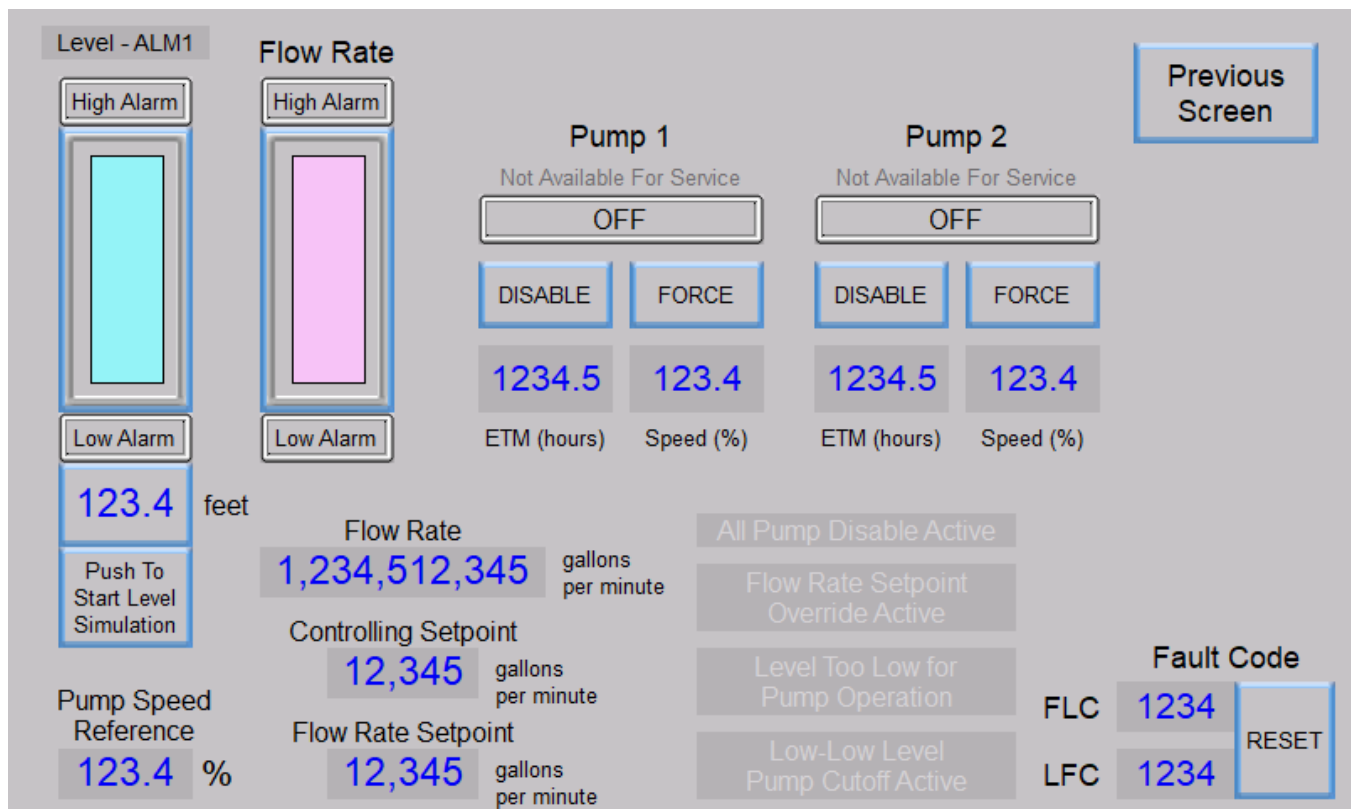 Level - ALM1
Flow Rate
High Alarm
High Alarm
Previous
Screen
Pump 1
Pump 2
Not Available For Service
Not Available For Service
OFF
OFF
DISABLE
FORCE
DISABLE
FORCE
1234.5
123.4
1234.5
123.4
Low Alarm
Low Alarm
ETM (hours)
Speed (%)
ETM (hours)
Speed (%)
123.4
feet
Push To
Start Level
Simulation
Flow Rate
1,234,512,345
gallons
per minute
Controlling Setpoint
12,345
gallons
per minute
Pump Speed
Reference
123.4
%
Flow Rate Setpoint
12,345
gallons
per minute
All Pump Disable Active
Flow Rate Setpoint
Override Active
Level Too Low for
Pump Operation
Low-Low Level
Pump Cutoff Active
Fault Code
FLC
1234
RESET
LFC
1234